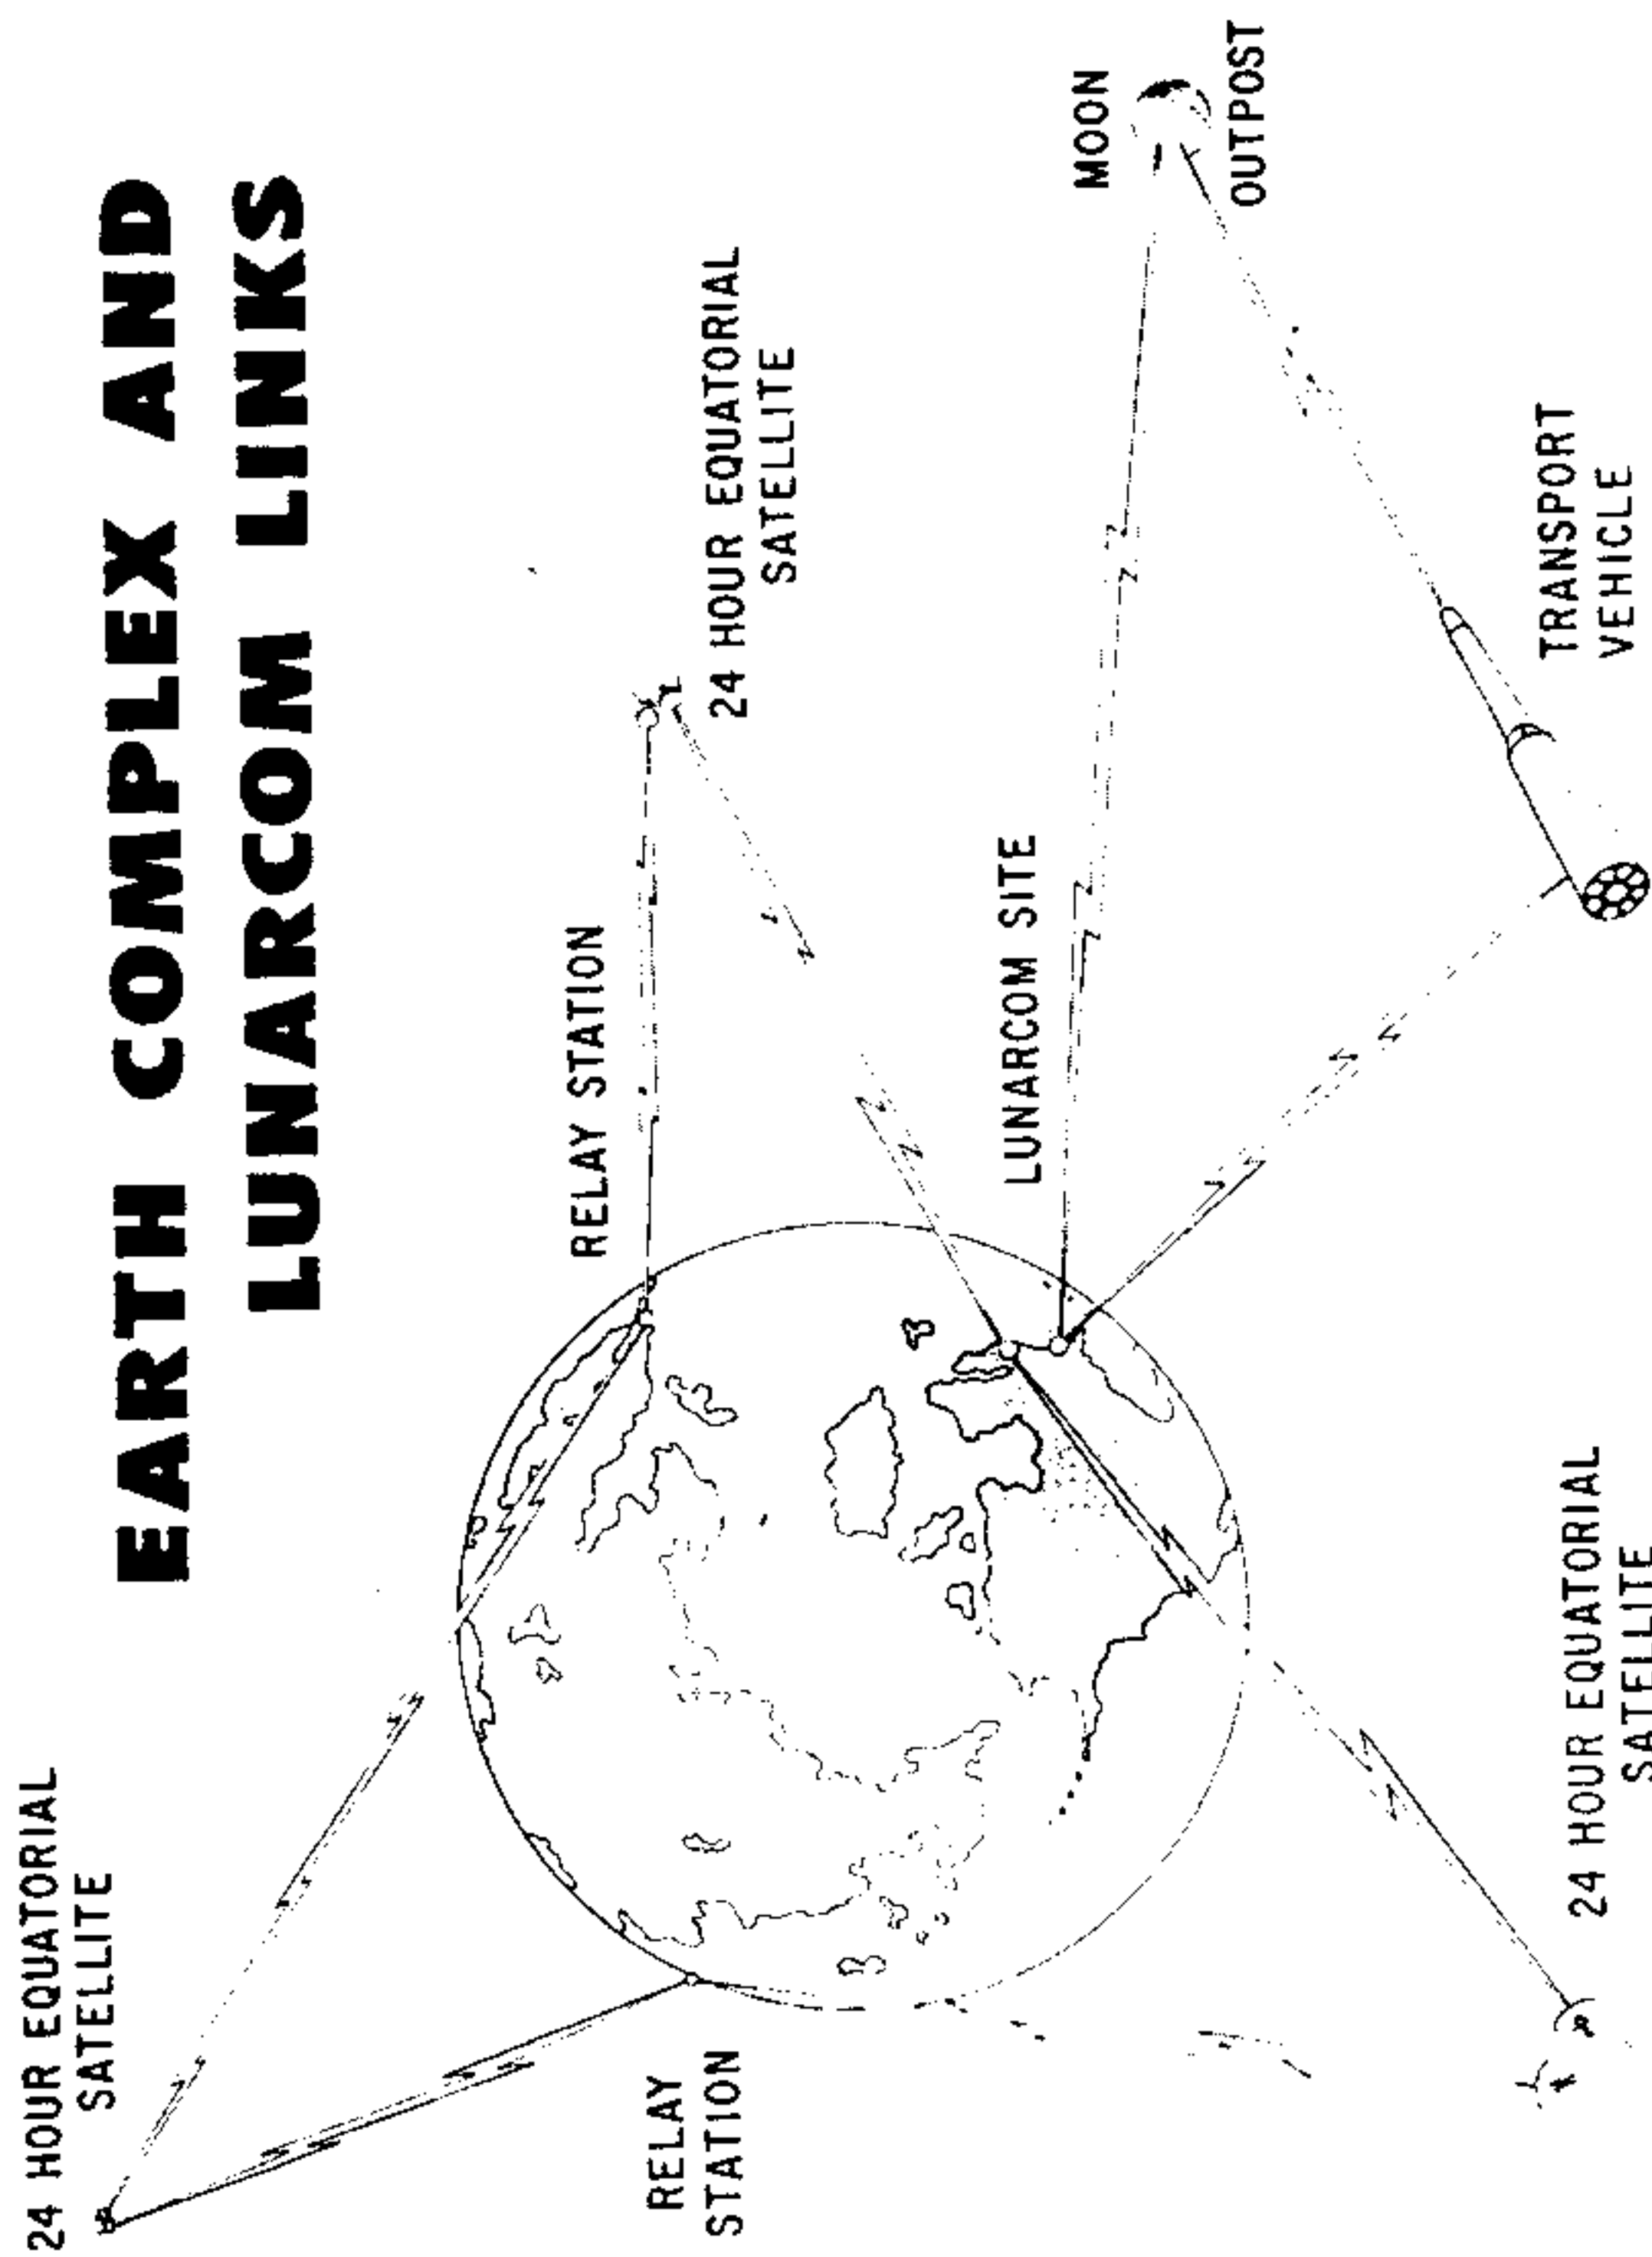 EARTH COMPLEX AND
LUNARCOM LINKS
24 HOUR EQUATORIAL
SATELLITE
RELAY STATION
24 HOUR EQUATORIAL
SATELLITE
RELAY
STATION
LUNARCOM SITE
MOON
OUTPOST
24 HOUR EQUATORIAL
SATELLITE
TRANSPORT
VEHICLE